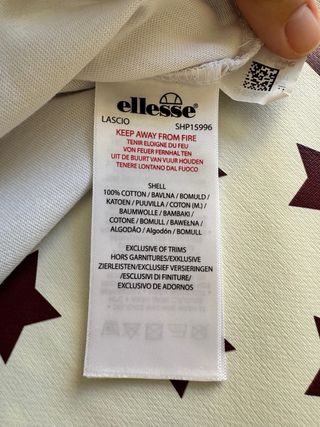 ellesse
LASCIO SHP15996
KEEP AWAY FROM FIRE
TENIR ELOIGNE DU FEU
VON FEUER FERNHALTEN
UIT DE BUURT VAN VUUR HOUDEN
TENERE LONTANO DAL FUOCO
SHELL
100% COTTON / BAVLNA / BOMULD /
KATOEN / PUUVILLA / COTON (M.) /
BAUMWOLLE / BAMBAKI /
COTONE / BOMULL / BAWEŁNA /
ALGODÃO / Algodón / BOMULL
EXCLUSIVE OF TRIMS
HORS GARNITURES/EXKLUSIVE
ZIERLEISTEN/EXCLUSIEF VERSIERINGEN
/ESCLUSIVI DI FINITURE/
EXCLUSIVO DE ADORNOS